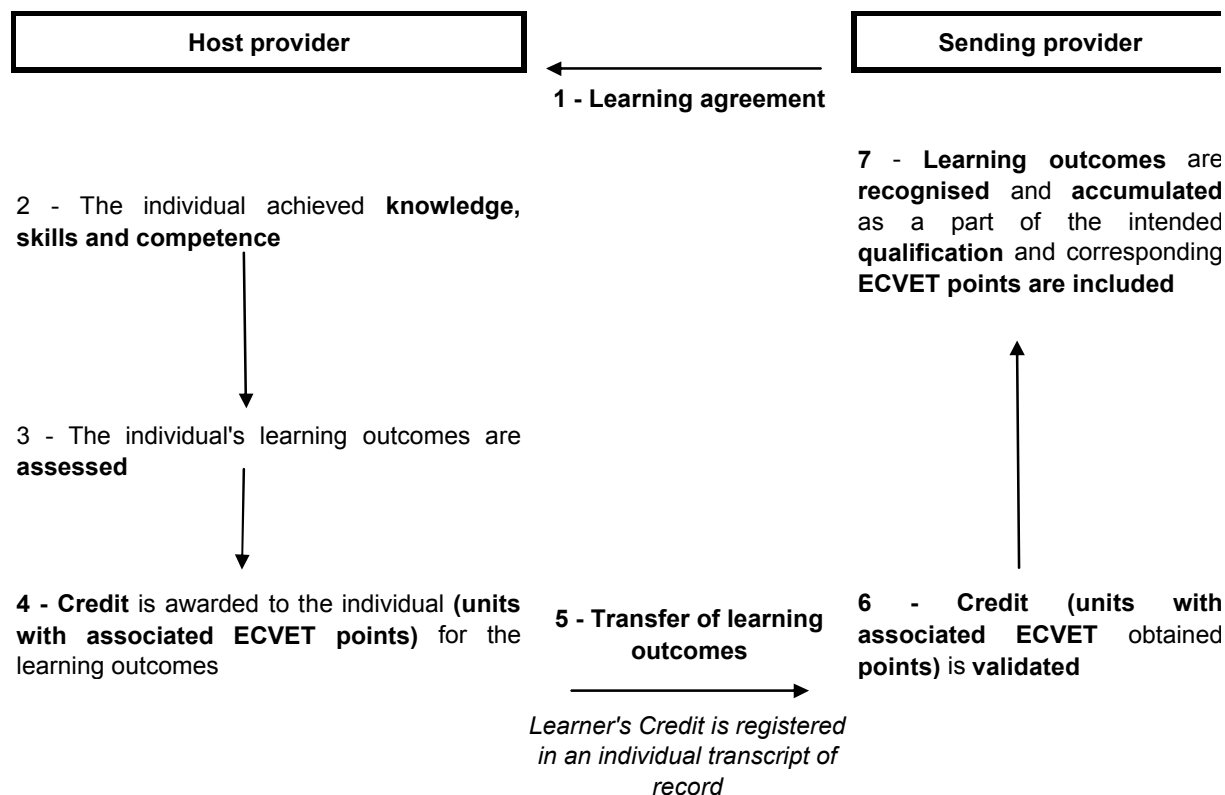 Host provider
Sending provider
1 - Learning agreement
7 - Learning outcomes are
recognised and accumulated
as a part of the intended
qualification and corresponding
ECVET points are included
2 - The individual achieved knowledge,
skills and competence
3 - The individual's learning outcomes are
assessed
4 - Credit is awarded to the individual (units
with associated ECVET points) for the
learning outcomes
5 - Transfer of learning
outcomes
Learner's Credit is registered
in an individual transcript of
record
6 - Credit (units with
associated ECVET obtained
points) is validated